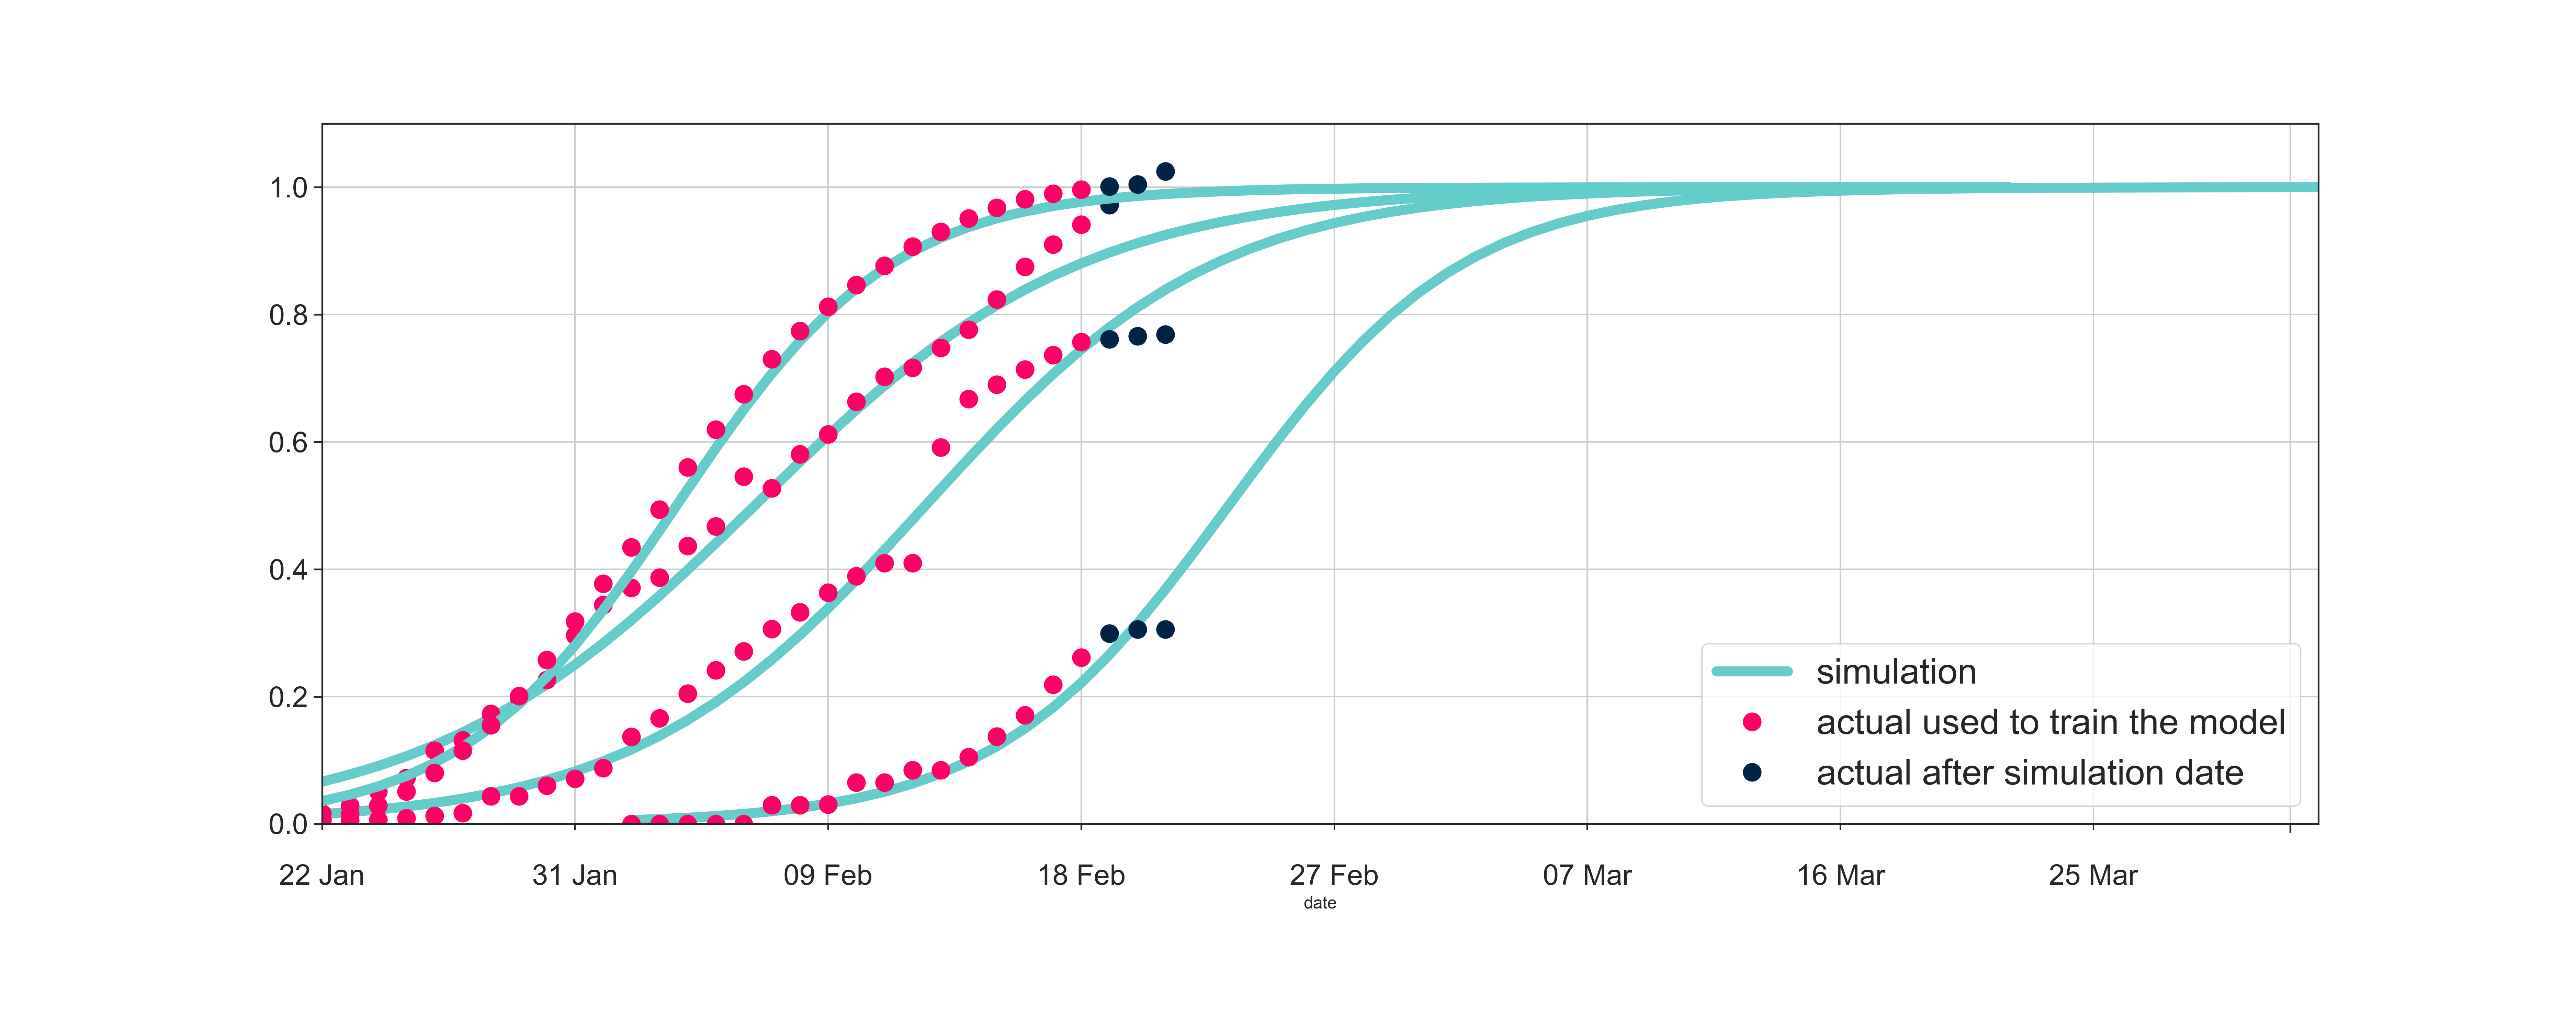 1.0
0.8
0.6
0.4
0.2
0.0
22 Jan 31 Jan 09 Feb 18 Feb 27 Feb 07 Mar 16 Mar 25 Mar
date
simulation
actual used to train the model
actual after simulation date